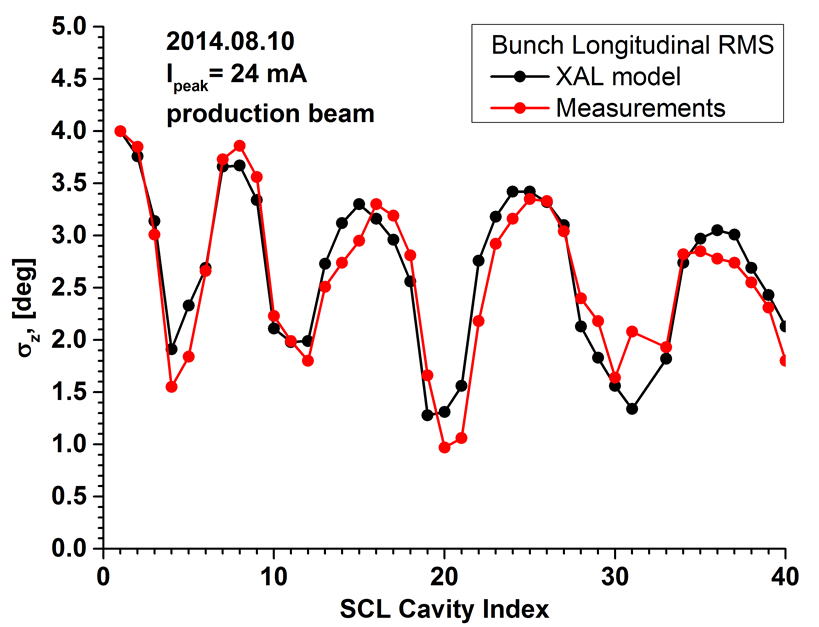 2014.08.10
I_peak = 24 mA
production beam
Bunch Longitudinal RMS
XAL model
Measurements
5.0
4.5
4.0
3.5
3.0
2.5
2.0
1.5
1.0
0.5
0.0
σ_z, [deg]
0 10 20 30 40
SCL Cavity Index